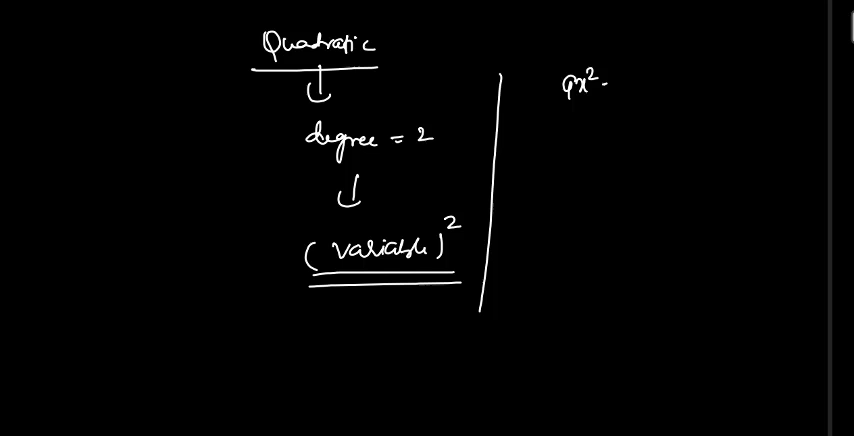 Quadratic
degree = 2
(variable)²
ax² -